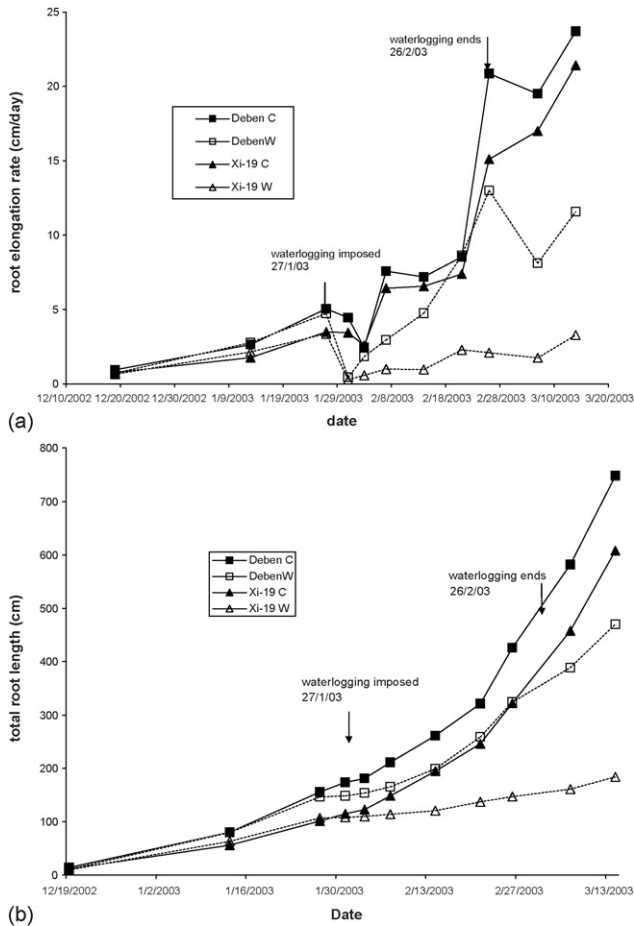 25
20
15
10
5
0
root elongation rate (cm/day)
Deben C
DebenW
Xi-19 C
Xi-19 W
waterlogging imposed
27/1/03
waterlogging ends
26/2/03
12/10/2002 12/20/2002 12/30/2002 1/9/2003 1/19/2003 1/29/2003 2/8/2003 2/18/2003 2/28/2003 3/10/2003 3/20/2003
(a)
date
800
700
600
500
400
300
200
100
0
total root length (cm)
Deben C
DebenW
Xi-19 C
Xi-19 W
waterlogging ends
26/2/03
waterlogging imposed
27/1/03
12/19/2002 1/2/2003 1/16/2003 1/30/2003 2/13/2003 2/27/2003 3/13/2003
(b)
Date